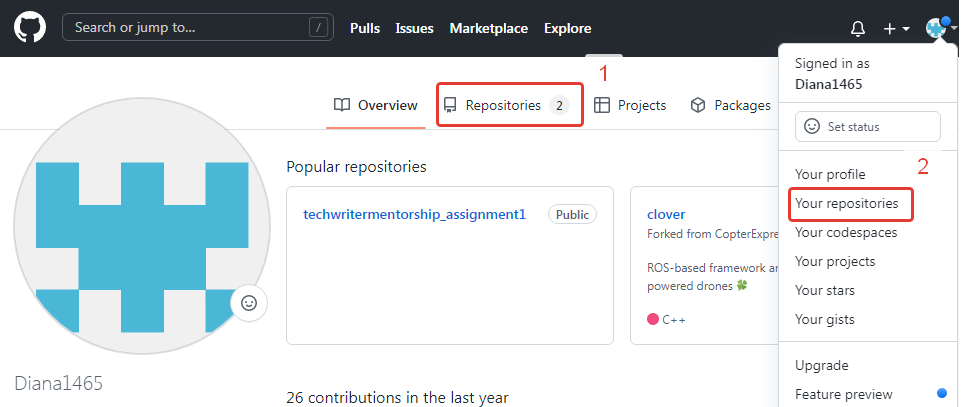 Search or jump to... /
Pulls
Issues
Marketplace
Explore
Signed in as
Diana1465
1
Overview
Repositories 2
Projects
Packages
Set status
2
Your profile
Your repositories
Your codespaces
Your projects
Your stars
Your gists
Upgrade
Feature preview
Popular repositories
techwritermentorship_assignment1
Public
clover
Forked from CopterExpre
ROS-based framework an
powered drones
C++
Diana1465
26 contributions in the last year